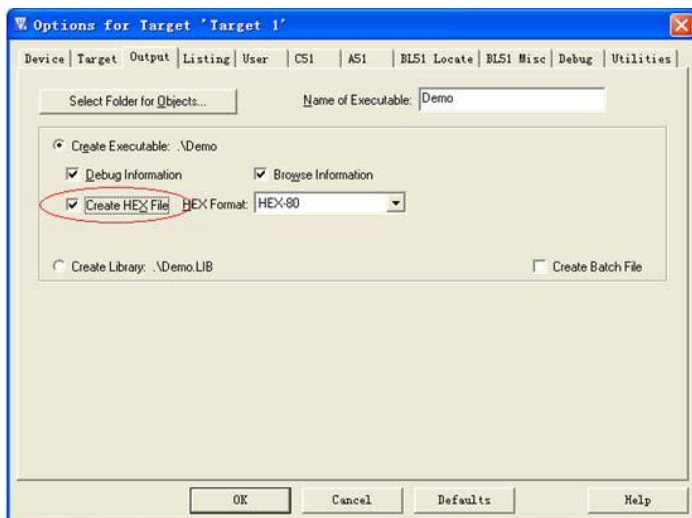 Options for Target 'Target 1'
Device Target Output Listing User C51 A51 BL51 Locate BL51 Misc Debug Utilities
Select Folder for Objects... Name of Executable: Demo
Create Executable: .\Demo
Debug Information Browse Information
Create HEX File HEX Format: HEX-80
Create Library: .\Demo.LIB Create Batch File
OK Cancel Defaults Help